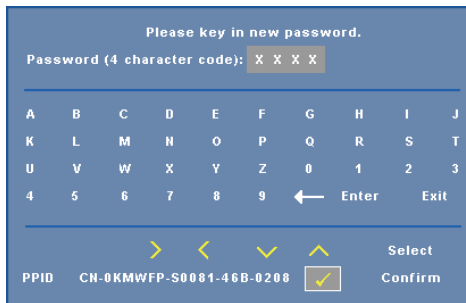 Please key in new password.
Password (4 character code): X X X X
A B C D E F G H I J
K L M N O P Q R S T
U V W X Y Z 0 1 2 3
4 5 6 7 8 9 ← Enter Exit
Select
PPID CN-0KMWFP-S0081-46B-0208 Confirm